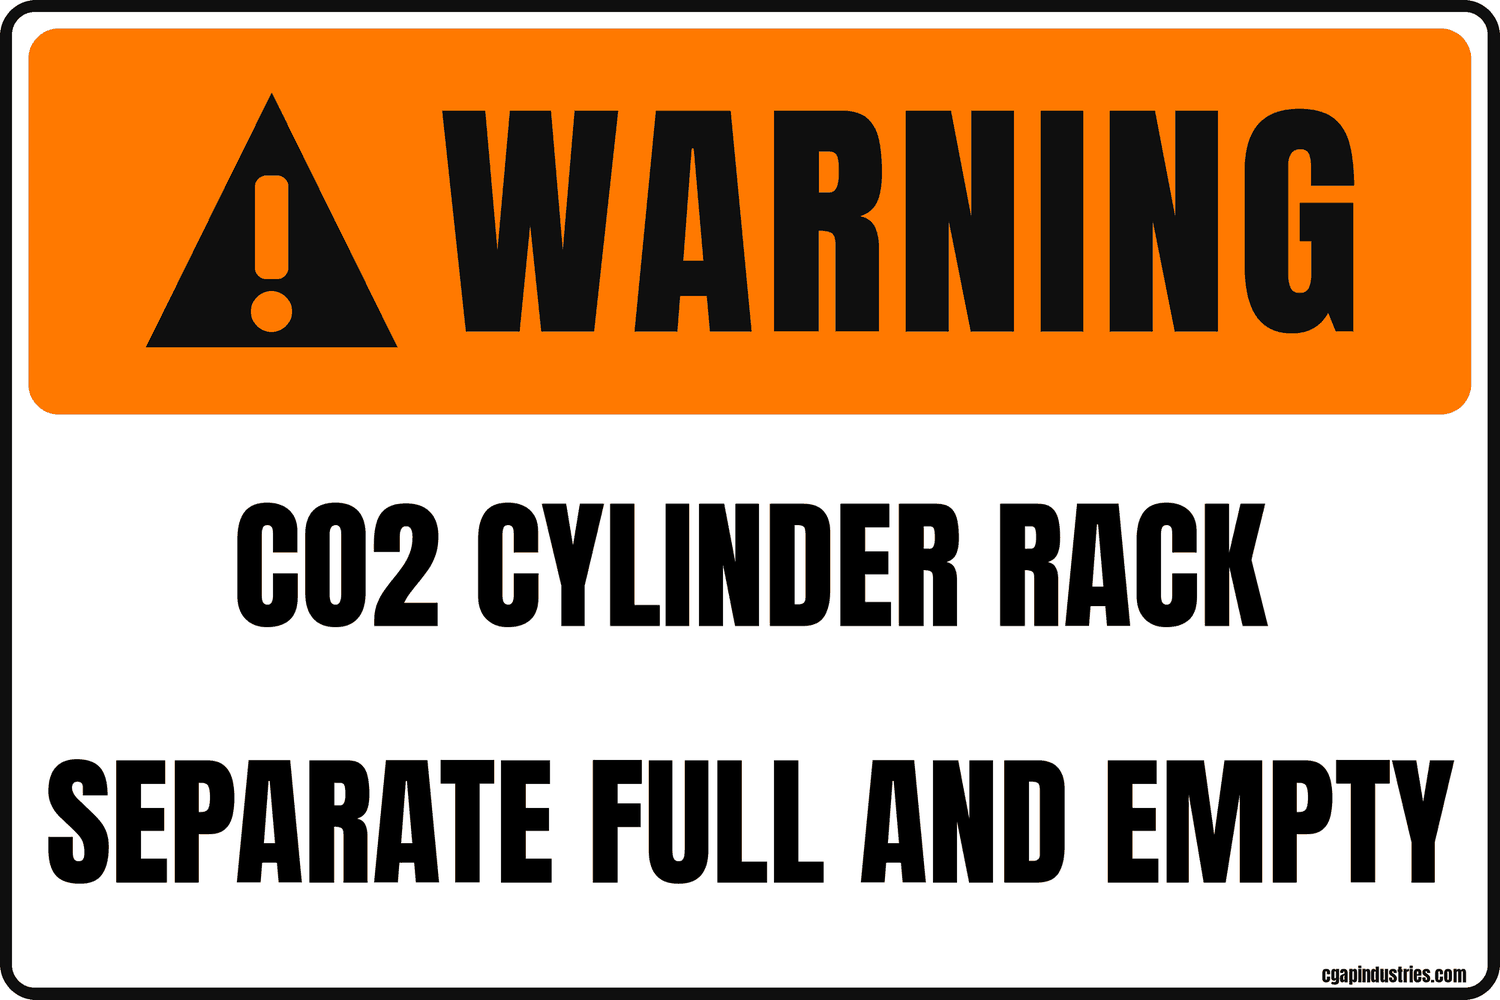 WARNING
CO2 CYLINDER RACK
SEPARATE FULL AND EMPTY
cgapindustries.com